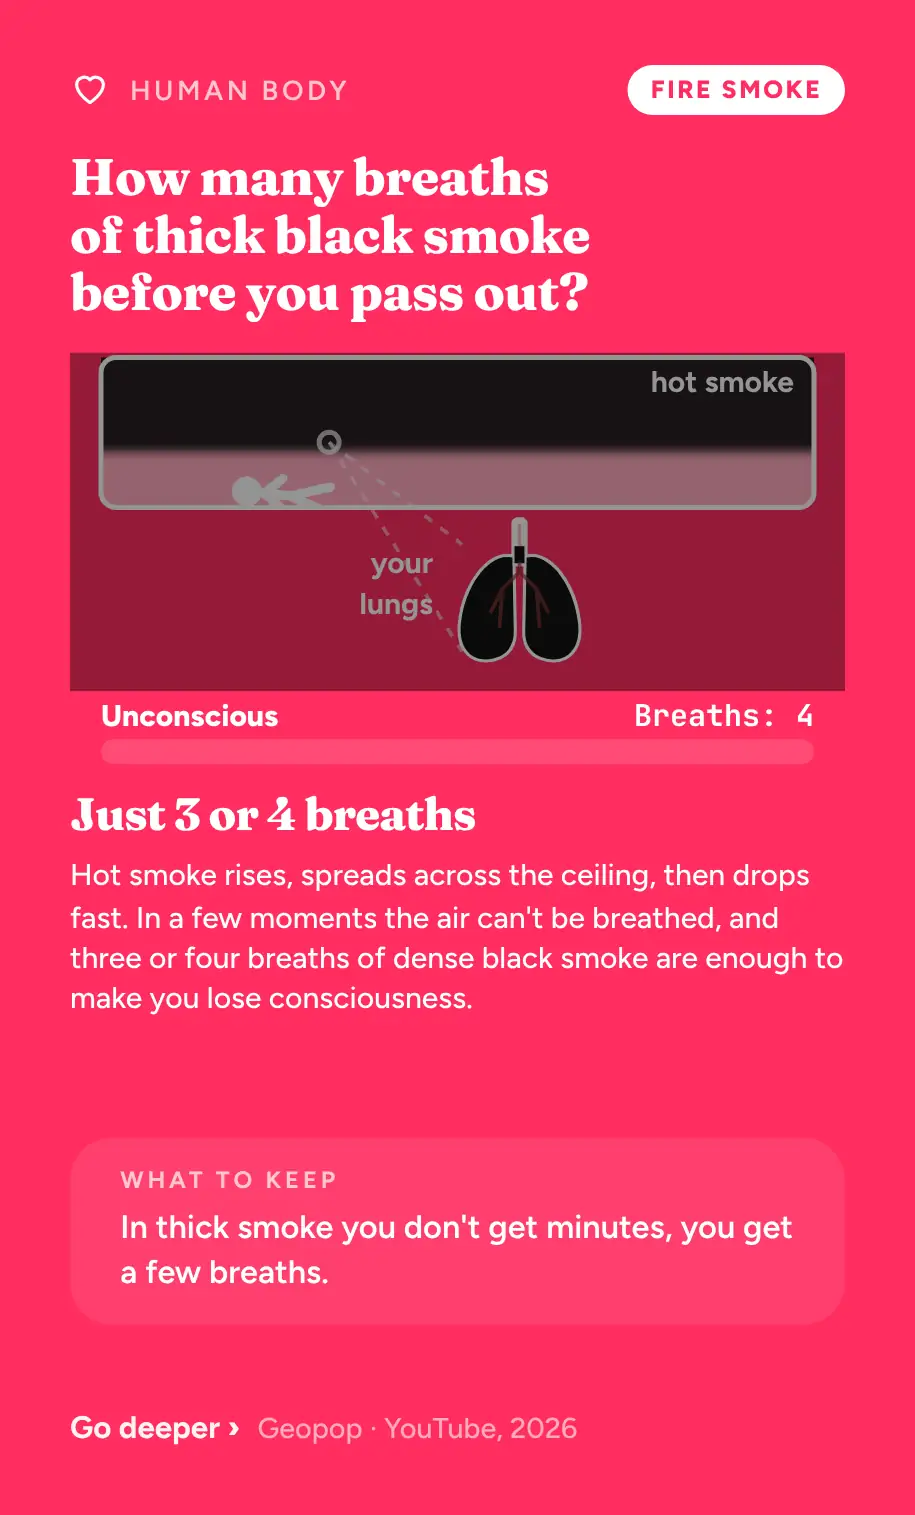 HUMAN BODY
FIRE SMOKE
How many breaths
of thick black smoke
before you pass out?
hot smoke
your
lungs
Unconscious
Breaths: 4
Just 3 or 4 breaths
Hot smoke rises, spreads across the ceiling, then drops
fast. In a few moments the air can't be breathed, and
three or four breaths of dense black smoke are enough to
make you lose consciousness.
WHAT TO KEEP
In thick smoke you don't get minutes, you get
a few breaths.
Go deeper › Geopop · YouTube, 2026